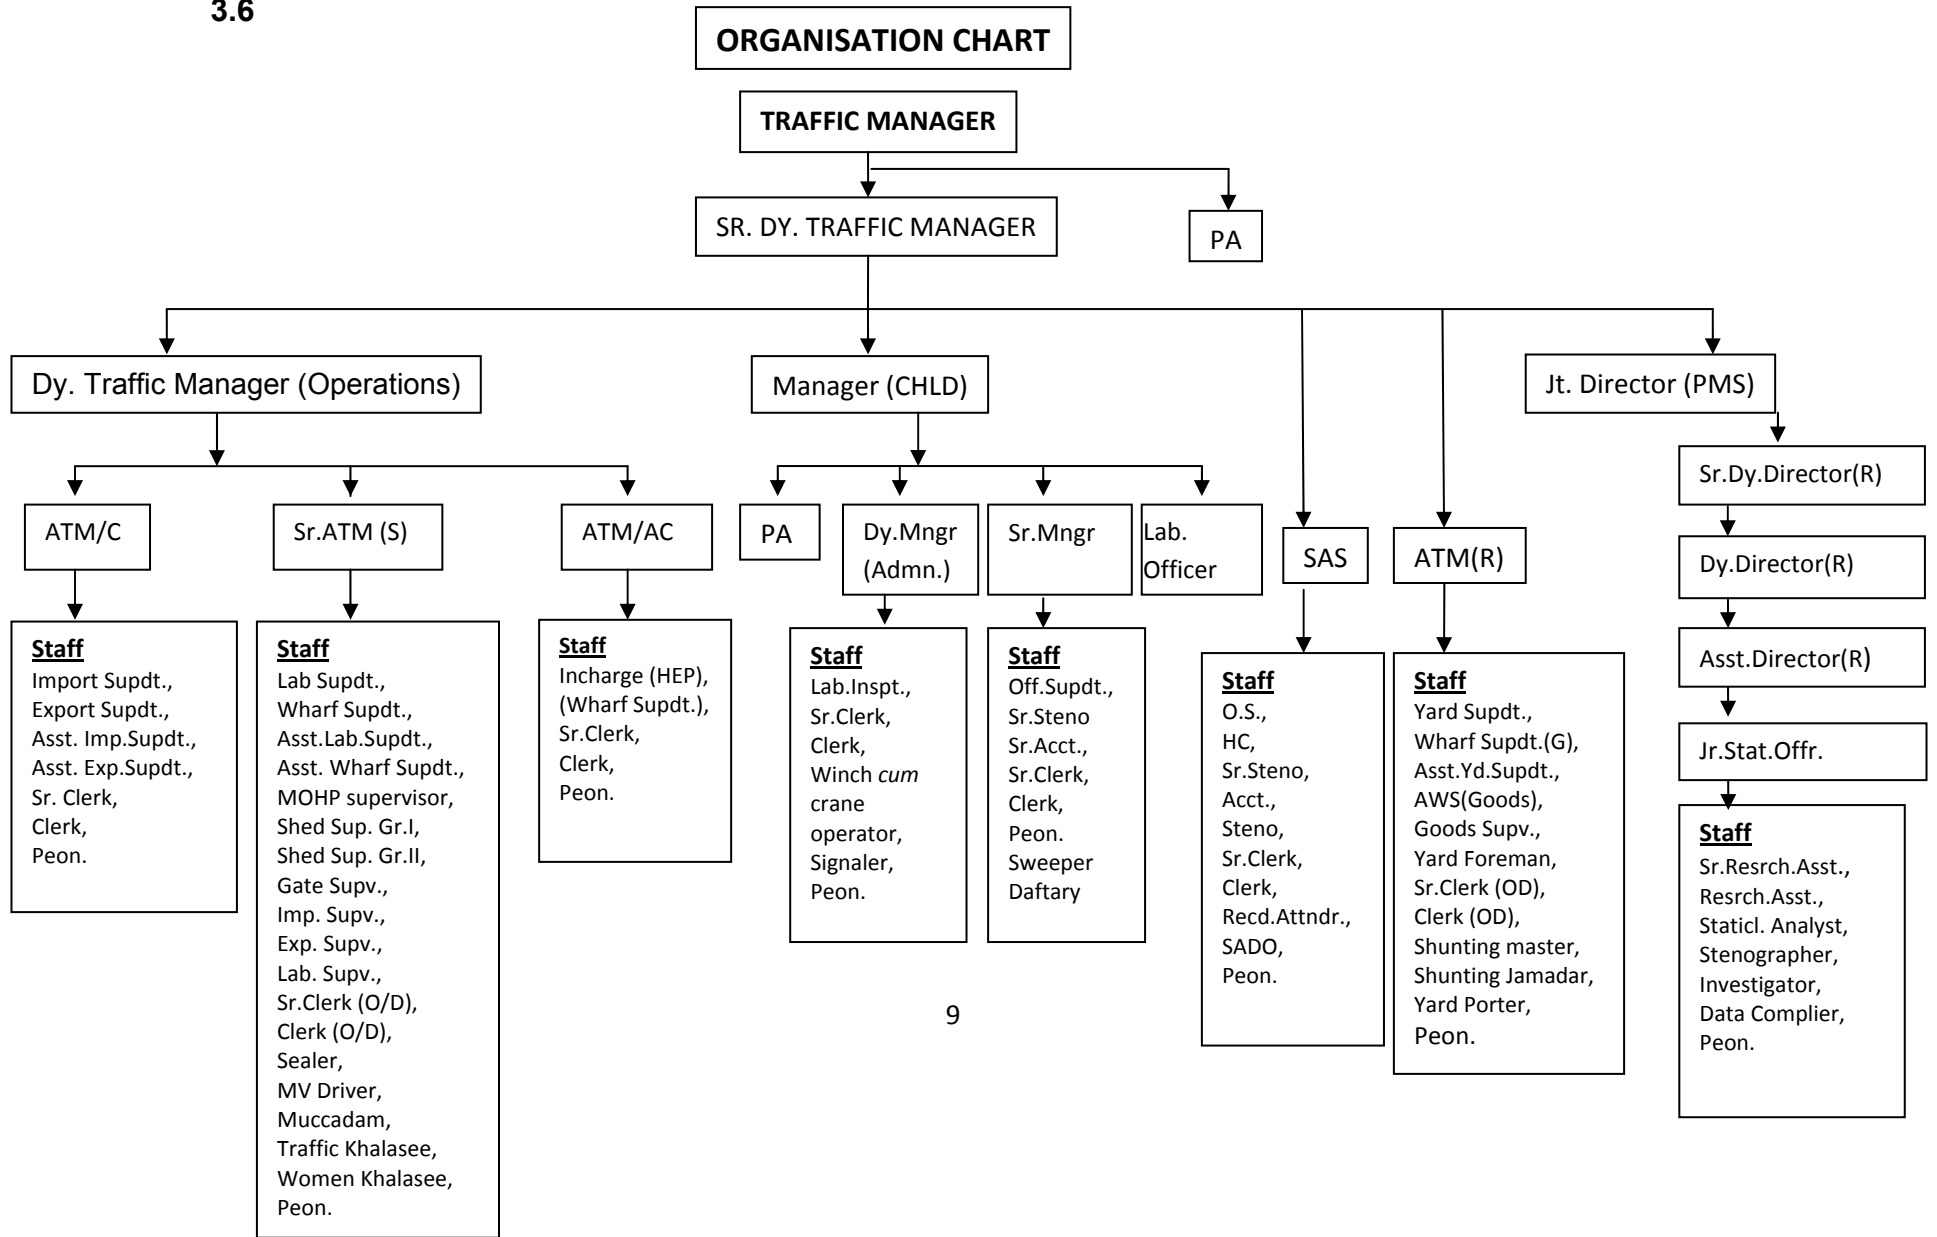 3.6
ORGANISATION CHART
TRAFFIC MANAGER
SR. DY. TRAFFIC MANAGER
PA
Dy. Traffic Manager (Operations)
Manager (CHLD)
Jt. Director (PMS)
ATM/C
Sr.ATM (S)
ATM/AC
PA
Dy.Mngr
(Admn.)
Sr.Mngr
Lab.
Officer
SAS
ATM(R)
Sr.Dy.Director(R)
Dy.Director(R)
Asst.Director(R)
Jr.Stat.Offr.
Staff
Import Supdt.,
Export Supdt.,
Asst. Imp.Supdt.,
Asst. Exp.Supdt.,
Sr. Clerk,
Clerk,
Peon.
Staff
Lab Supdt.,
Wharf Supdt.,
Asst.Lab.Supdt.,
Asst. Wharf Supdt.,
MOHP supervisor,
Shed Sup. Gr.I,
Shed Sup. Gr.II,
Gate Supv.,
Imp. Supv.,
Exp. Supv.,
Lab. Supv.,
Sr.Clerk (O/D),
Clerk (O/D),
Sealer,
MV Driver,
Muccadam,
Traffic Khalasee,
Women Khalasee,
Peon.
Staff
Incharge (HEP),
(Wharf Supdt.),
Sr.Clerk,
Clerk,
Peon.
Staff
Lab.Inspt.,
Sr.Clerk,
Clerk,
Winch cum
crane
operator,
Signaler,
Peon.
Staff
Off.Supdt.,
Sr.Steno
Sr.Acct.,
Sr.Clerk,
Clerk,
Peon.
Sweeper
Daftary
Staff
O.S.,
HC,
Sr.Steno,
Acct.,
Steno,
Sr.Clerk,
Clerk,
Recd.Attndr.,
SADO,
Peon.
Staff
Yard Supdt.,
Wharf Supdt.(G),
Asst.Yd.Supdt.,
AWS(Goods),
Goods Supv.,
Yard Foreman,
Sr.Clerk (OD),
Clerk (OD),
Shunting master,
Shunting Jamadar,
Yard Porter,
Peon.
Staff
Sr.Resrch.Asst.,
Resrch.Asst.,
Staticl. Analyst,
Stenographer,
Investigator,
Data Complier,
Peon.
9